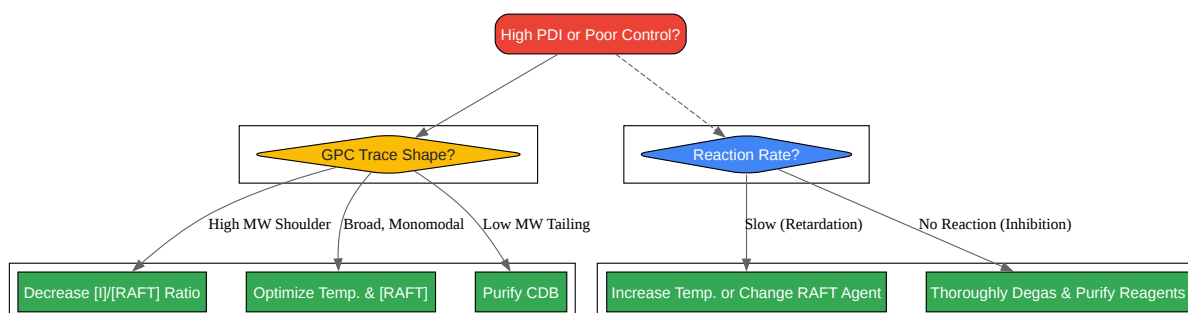 High PDI or Poor Control?
GPC Trace Shape?
Reaction Rate?
High MW Shoulder
Broad, Monomodal
Low MW Tailing
Slow (Retardation)
No Reaction (Inhibition)
Decrease [I]/[RAFT] Ratio
Optimize Temp. & [RAFT]
Purify CDB
Increase Temp. or Change RAFT Agent
Thoroughly Degas & Purify Reagents